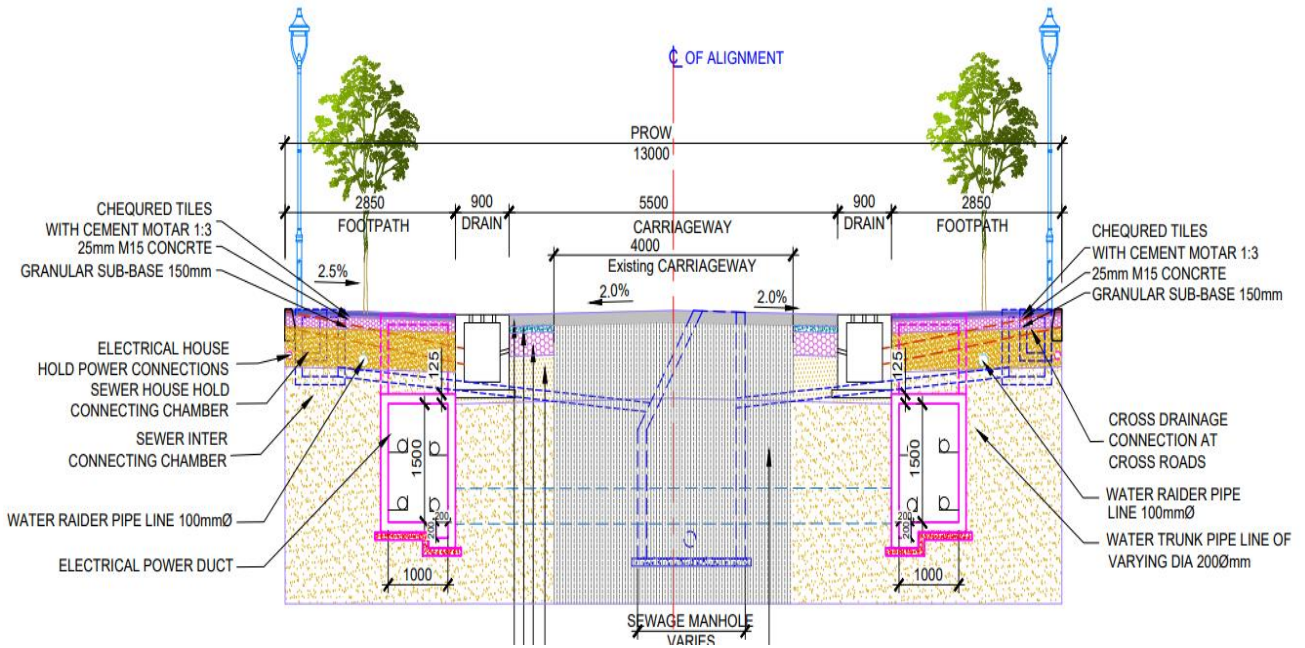 ℄ OF ALIGNMENT
PROW
13000
2850
900
5500
900
2850
FOOTPATH
DRAIN
CARRIAGEWAY
DRAIN
FOOTPATH
4000
Existing CARRIAGEWAY
CHEQURED TILES
WITH CEMENT MOTAR 1:3
25mm M15 CONCRTE
GRANULAR SUB-BASE 150mm
2.5%
2.0%
2.0%
CHEQURED TILES
WITH CEMENT MOTAR 1:3
25mm M15 CONCRTE
GRANULAR SUB-BASE 150mm
ELECTRICAL HOUSE
HOLD POWER CONNECTIONS
SEWER HOUSE HOLD
CONNECTING CHAMBER
SEWER INTER
CONNECTING CHAMBER
WATER RAIDER PIPE LINE 100mmØ
ELECTRICAL POWER DUCT
125
1500
200
200
1000
125
1500
200
200
1000
CROSS DRAINAGE
CONNECTION AT
CROSS ROADS
WATER RAIDER PIPE
LINE 100mmØ
WATER TRUNK PIPE LINE OF
VARYING DIA 200Ømm
SEWAGE MANHOLE
VARIES